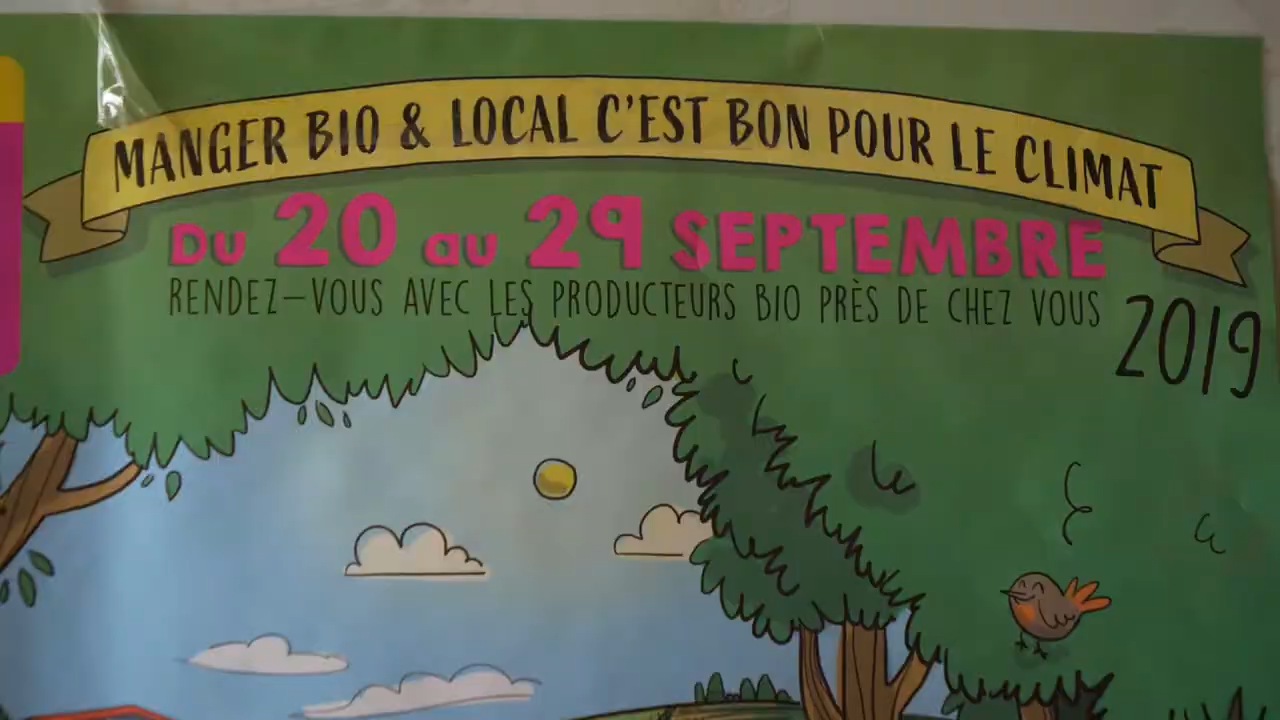 MANGER BIO & LOCAL C'EST BON POUR LE CLIMAT
DU 20 AU 29 SEPTEMBRE
RENDEZ-VOUS AVEC LES PRODUCTEURS BIO PRÈS DE CHEZ VOUS
2019